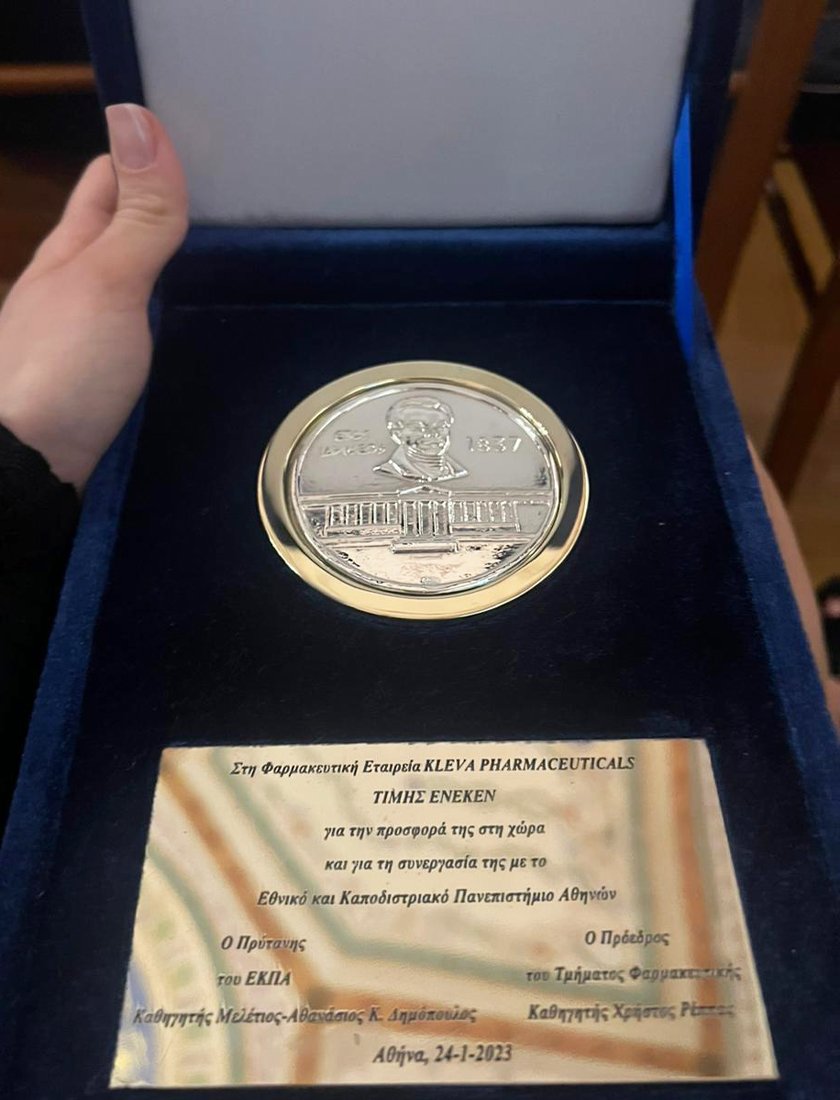 1837
Στη Φαρμακευτική Εταιρεία KLEVA PHARMACEUTICALS
ΤΙΜΗΣ ΕΝΕΚΕΝ
για την προσφορά της στη χώρα
και για τη συνεργασία της με το
Εθνικό και Καποδιστριακό Πανεπιστήμιο Αθηνών
Ο Πρύτανης
του ΕΚΠΑ
Καθηγητής Μελέτιος-Αθανάσιος Κ. Δημόπουλος
Ο Πρόεδρος
του Τμήματος Φαρμακευτικής
Καθηγητής Χρήστος Ρέππας
Αθήνα, 24-1-2023